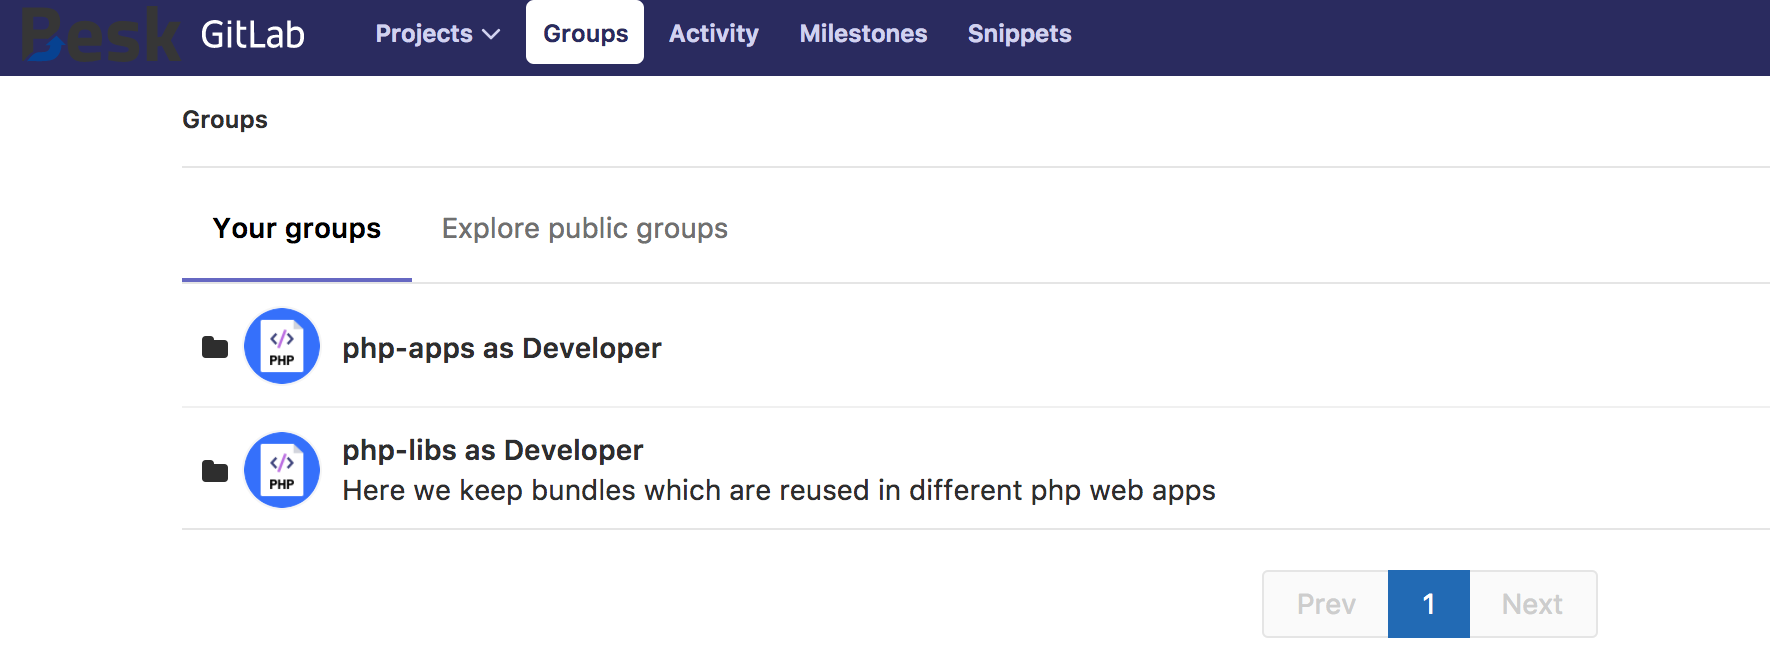 Besk GitLab Projects Groups Activity Milestones Snippets
Groups
Your groups Explore public groups
</> PHP php-apps as Developer
</> PHP php-libs as Developer
Here we keep bundles which are reused in different php web apps
Prev 1 Next